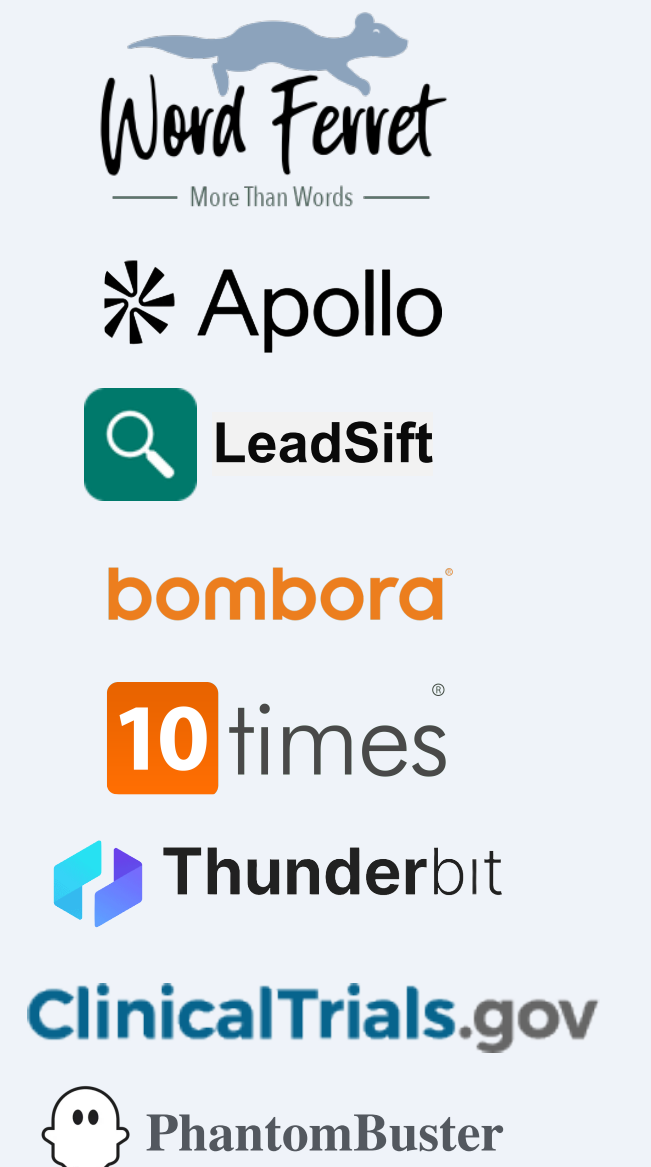 Word Ferret
More Than Words
Apollo
LeadSift
bombora®
10times®
Thunderbit
ClinicalTrials.gov
PhantomBuster